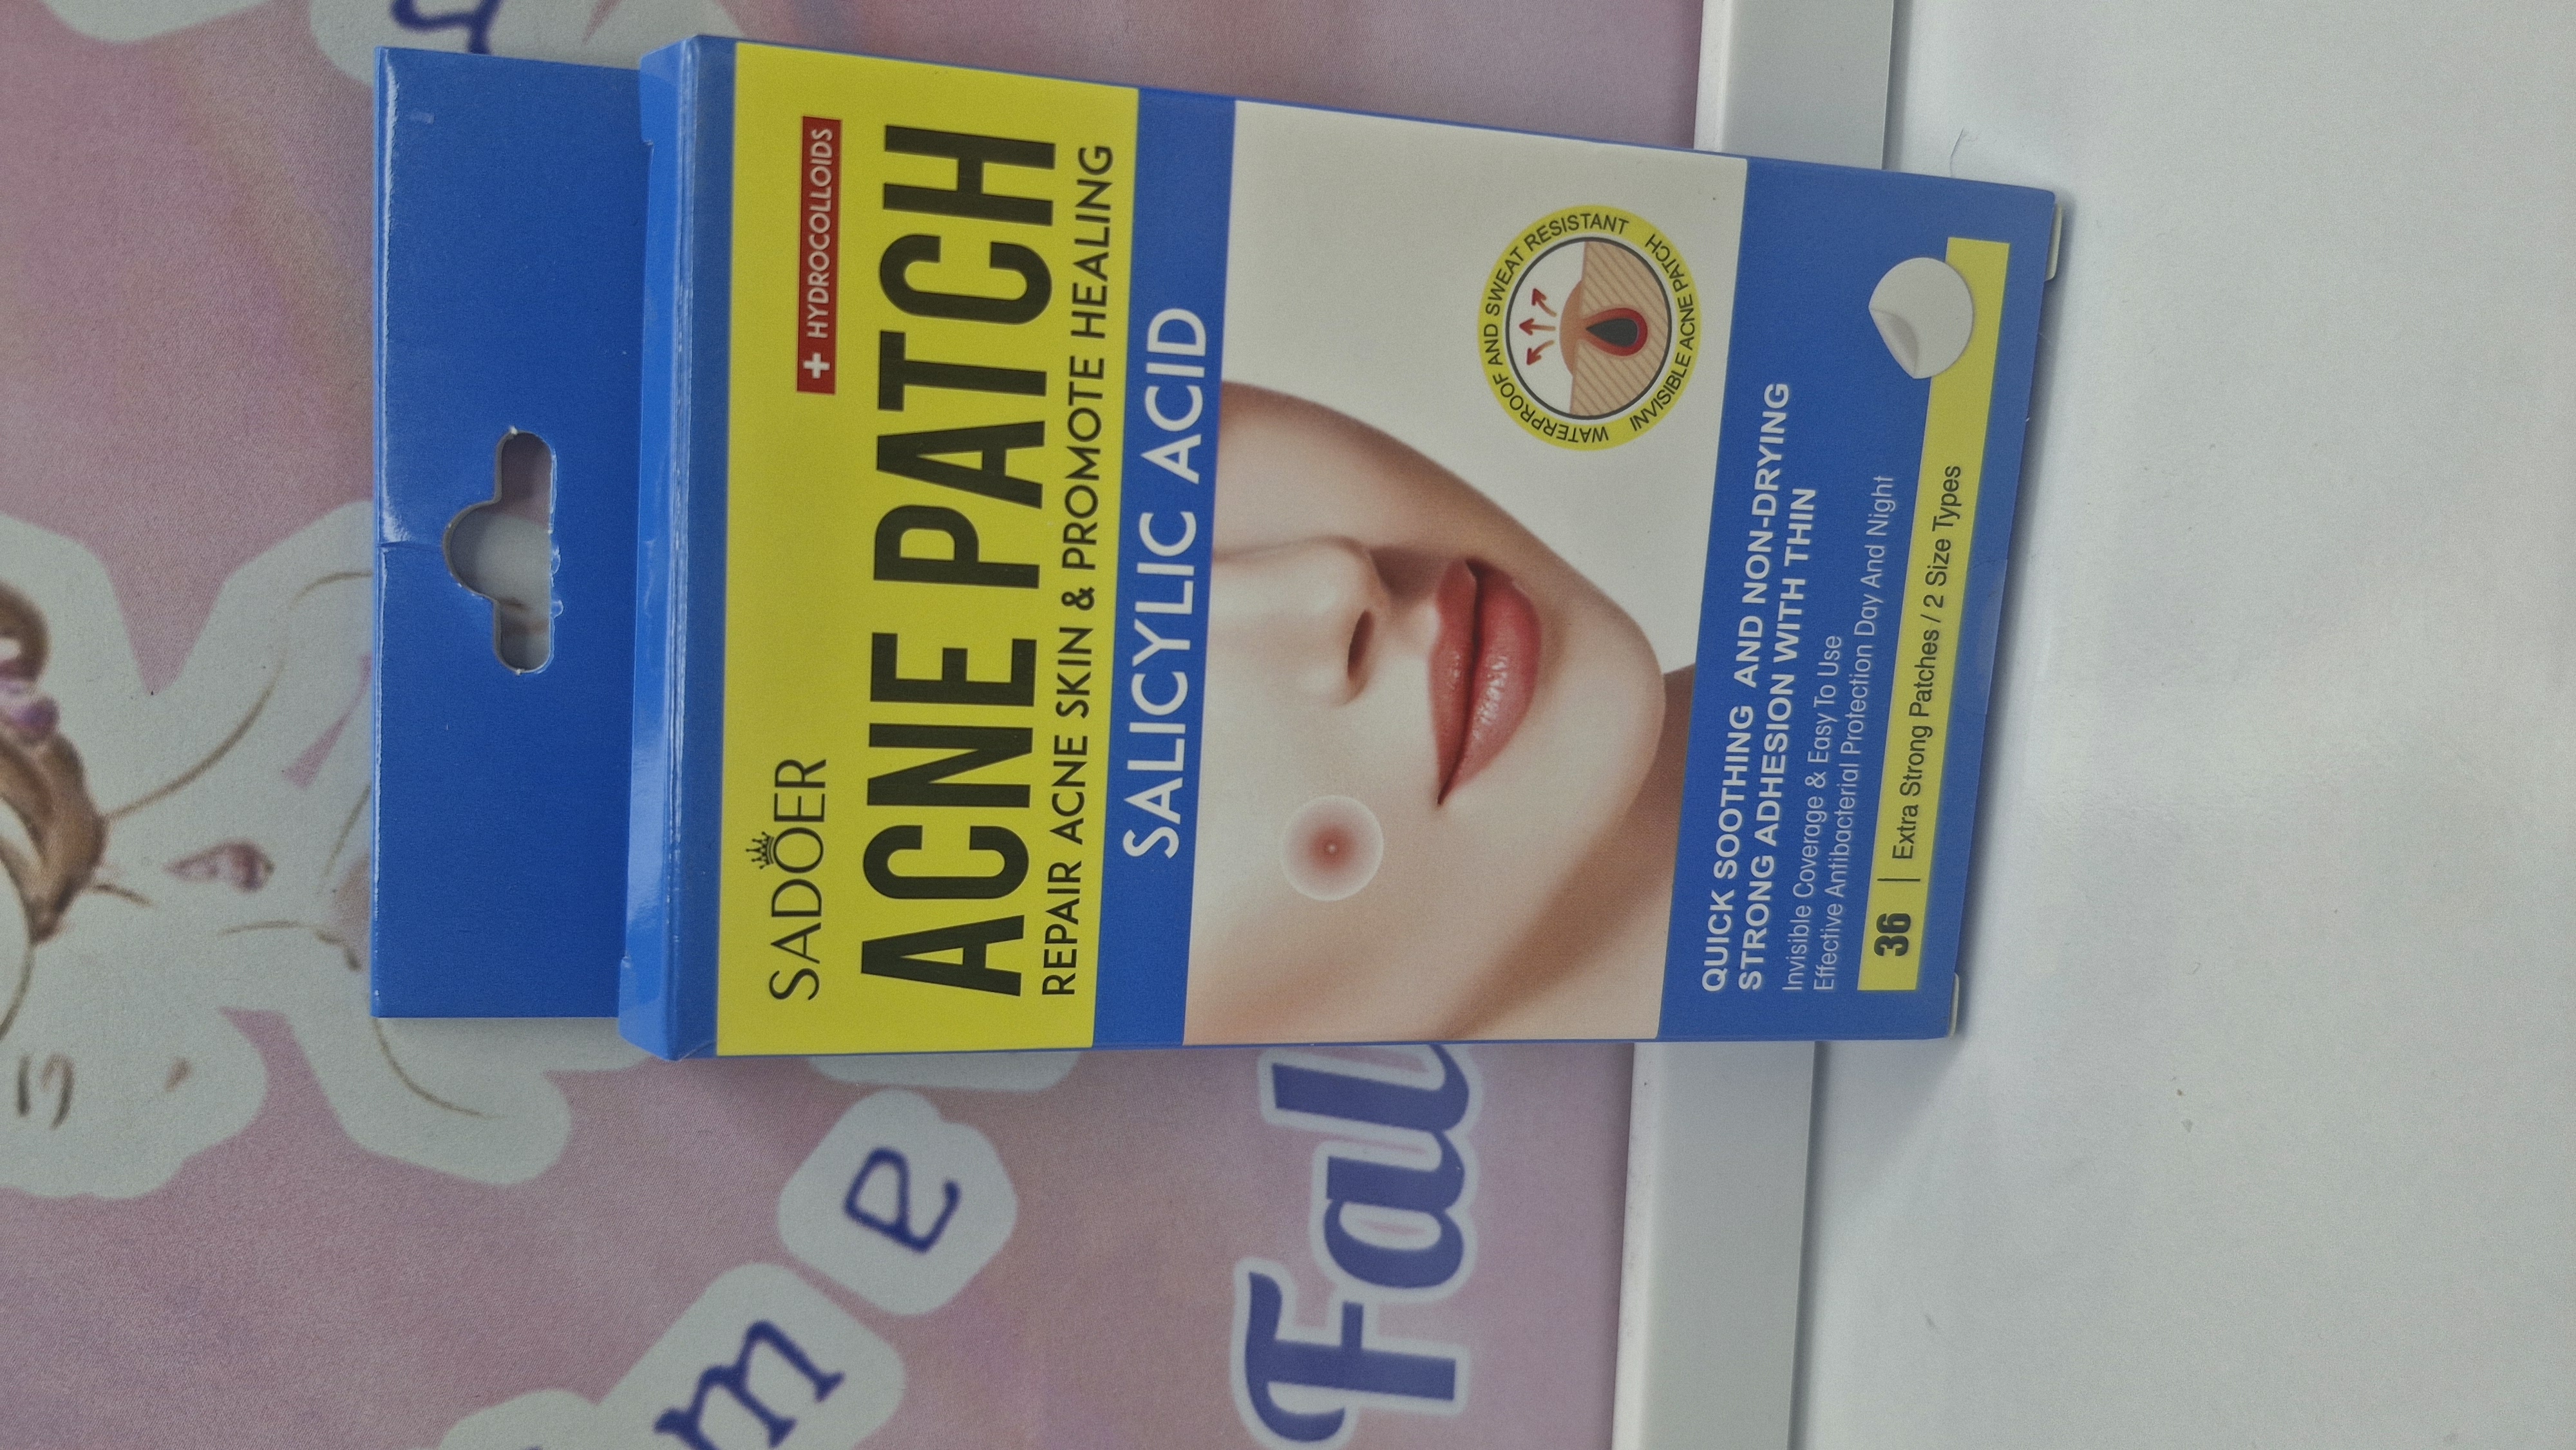 + HYDROCOLLOIDS
SADOER
ACNE PATCH
REPAIR ACNE SKIN & PROMOTE HEALING
SALICYLIC ACID
WATERPROOF AND SWEAT RESISTANT
INVISIBLE ACNE PATCH
QUICK SOOTHING AND NON-DRYING
STRONG ADHESION WITH THIN
Invisible Coverage & Easy To Use
Effective Antibacterial Protection Day And Night
36 | Extra Strong Patches / 2 Size Types
me
Fall